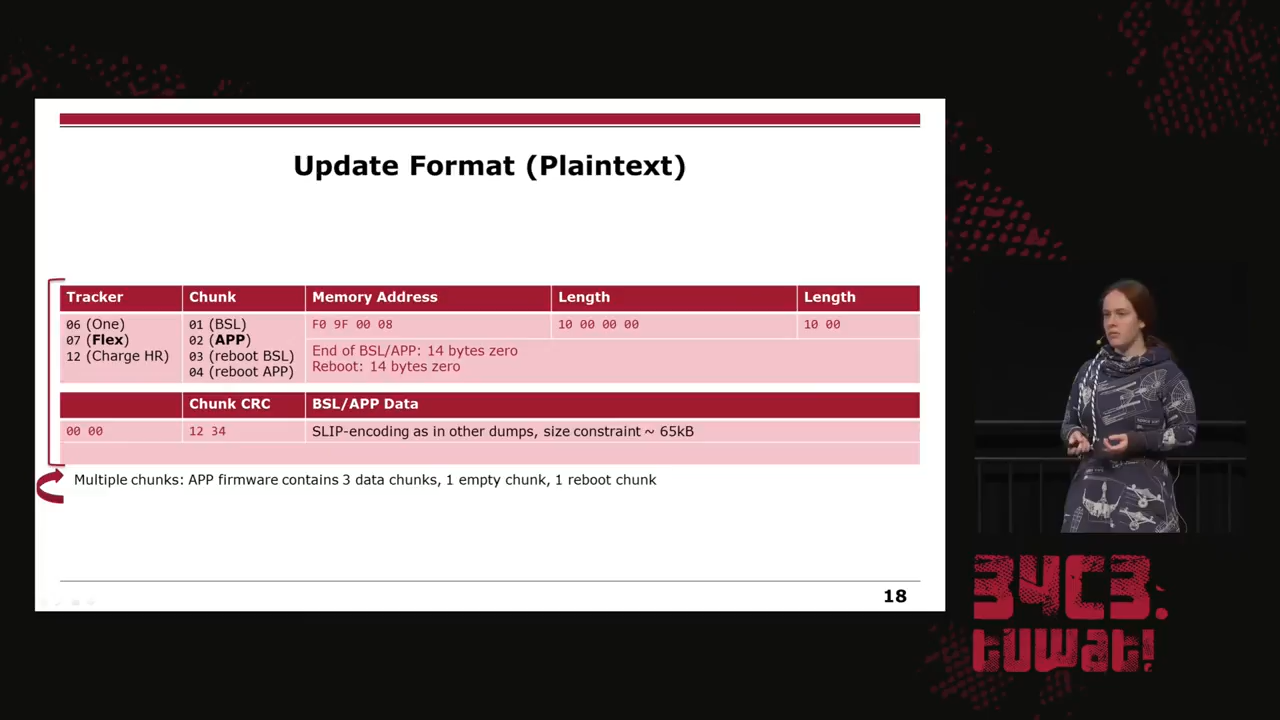 Update Format (Plaintext)
Tracker Chunk Memory Address Length Length
06 (One) 01 (BSL) F0 9F 00 08 10 00 00 00 10 00
07 (Flex) 02 (APP)
12 (Charge HR) 03 (reboot BSL) End of BSL/APP: 14 bytes zero
04 (reboot APP) Reboot: 14 bytes zero
Chunk CRC BSL/APP Data
00 00 12 34 SLIP-encoding as in other dumps, size constraint ~ 65kB
Multiple chunks: APP firmware contains 3 data chunks, 1 empty chunk, 1 reboot chunk
18
34C3.
tuwat!